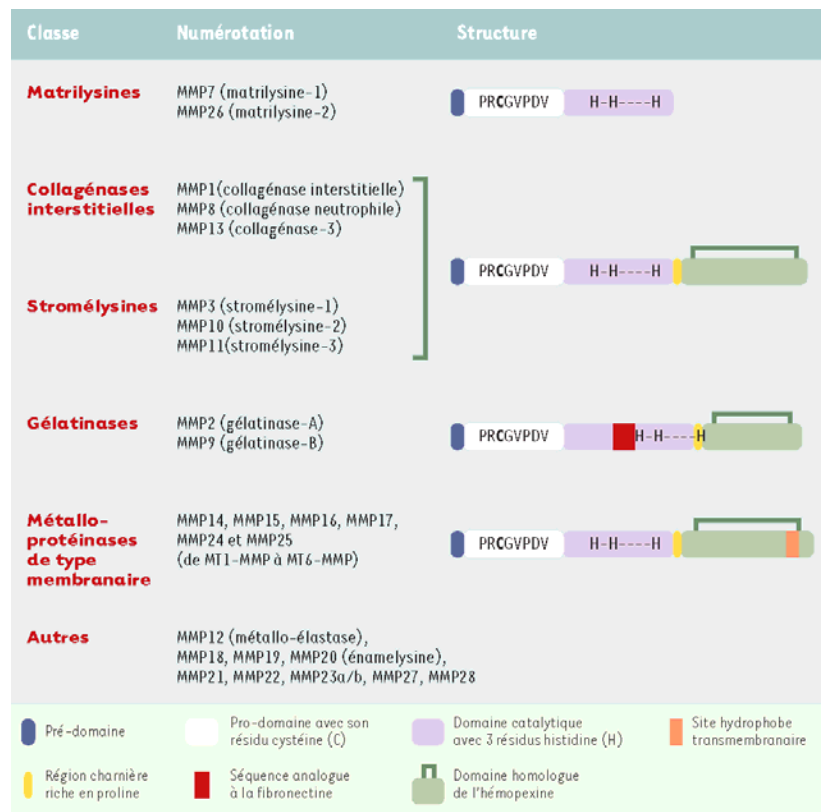 Classe Numérotation Structure
Matrilysines
MMP7 (matrilysine-1)
MMP26 (matrilysine-2)
PRCGVPDV H-H----H
Collagénases
interstitielles
MMP1(collagénase interstitielle)
MMP8 (collagénase neutrophile)
MMP13 (collagénase-3)
PRCGVPDV H-H----H
Stromélysines
MMP3 (stromélysine-1)
MMP10 (stromélysine-2)
MMP11(stromélysine-3)
Gélatinases
MMP2 (gélatinase-A)
MMP9 (gélatinase-B)
PRCGVPDV H-H----H
Métallo-
protéinases
de type
membranaire
MMP14, MMP15, MMP16, MMP17,
MMP24 et MMP25
(de MT1-MMP à MT6-MMP)
PRCGVPDV H-H----H
Autres
MMP12 (métallo-élastase),
MMP18, MMP19, MMP20 (énamelysine),
MMP21, MMP22, MMP23a/b, MMP27, MMP28
Pré-domaine
Pro-domaine avec son
résidu cystéine (C)
Domaine catalytique
avec 3 résidus histidine (H)
Site hydrophobe
transmembranaire
Région charnière
riche en proline
Séquence analogue
à la fibronectine
Domaine homologue
de l'hémopexine